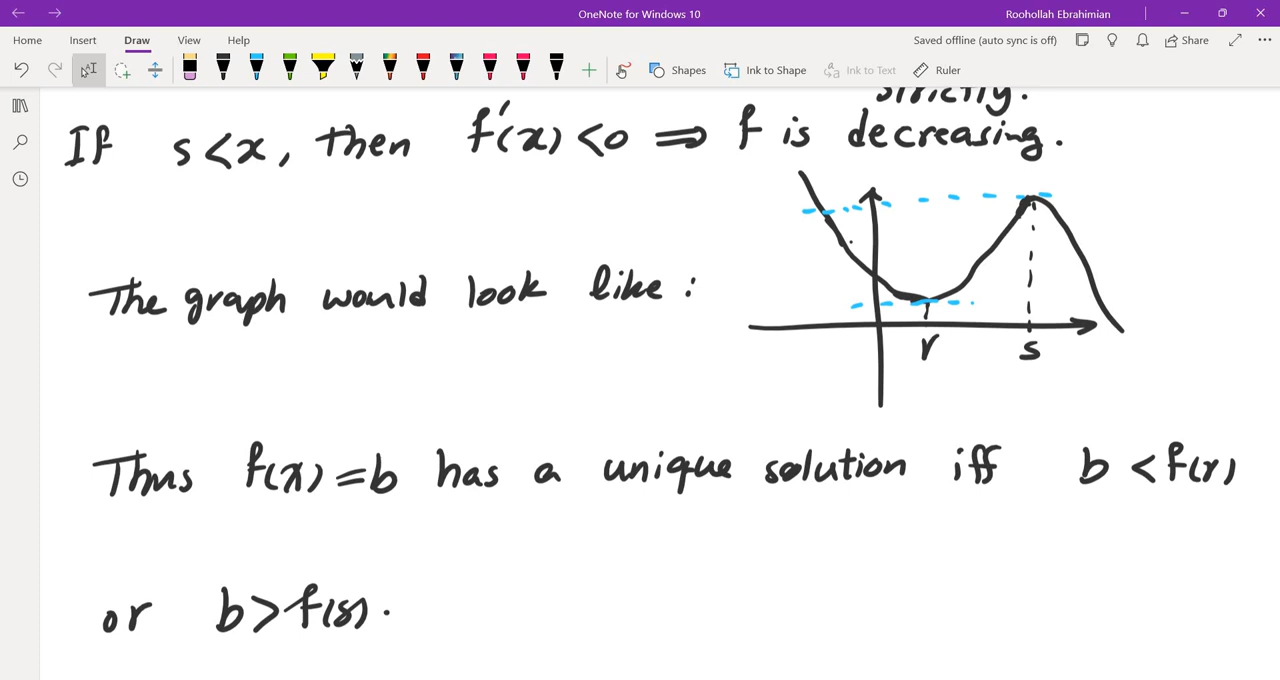 OneNote for Windows 10
Roohollah Ebrahimian
Home Insert Draw View Help
Saved offline (auto sync is off) Share
Shapes Ink to Shape Ink to Text Ruler
strictly.
If s<x, then f'(x)<0 ⇒ f is decreasing.
The graph would look like:
r s
Thus f(x)=b has a unique solution iff b<f(r)
or b>f(s).